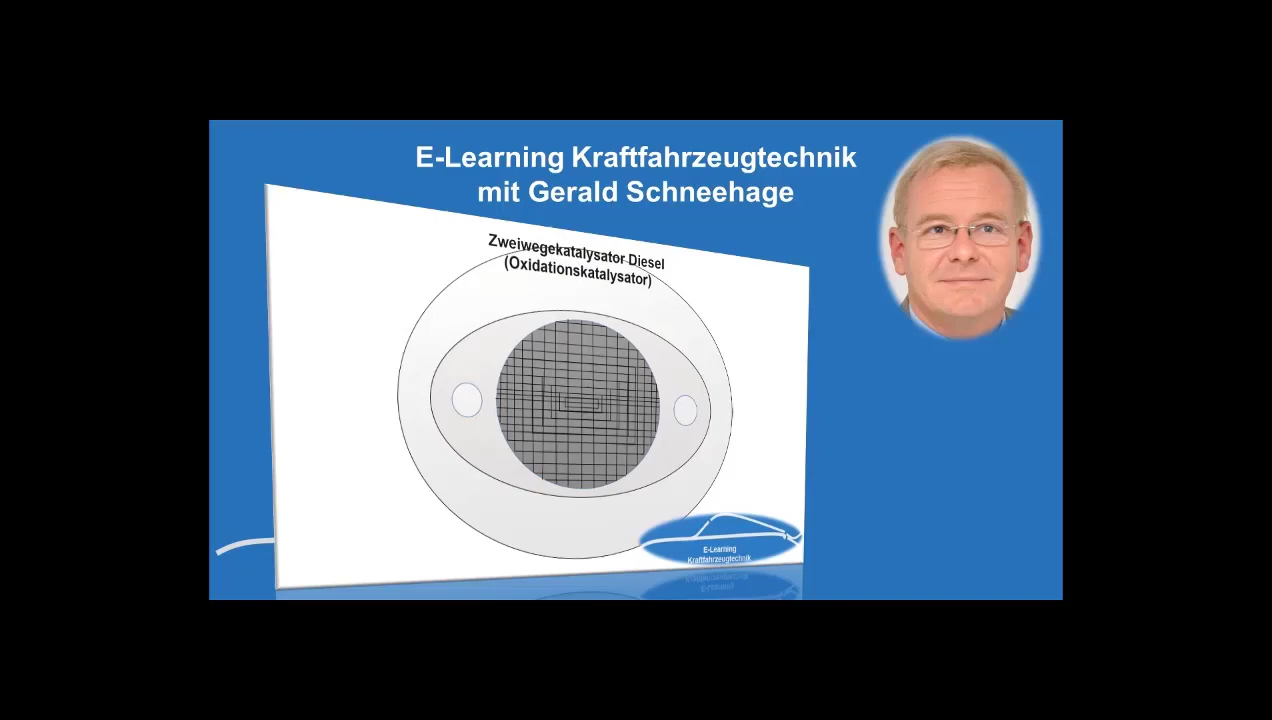 E-Learning Kraftfahrzeugtechnik
mit Gerald Schneehage
Zweiwegekatalysator Diesel
(Oxidationskatalysator)
E-Learning
Kraftfahrzeugtechnik